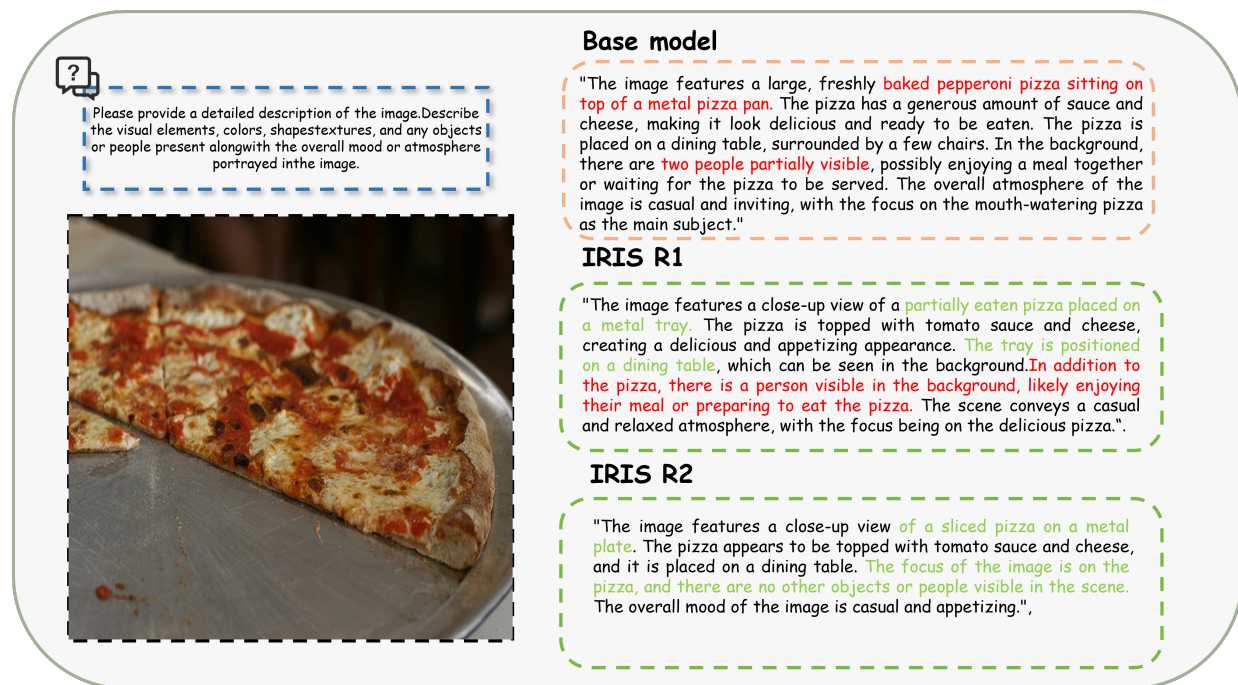 ?
Please provide a detailed description of the image.Describe
the visual elements, colors, shapestextures, and any objects
or people present alongwith the overall mood or atmosphere
portrayed inthe image.
Base model
"The image features a large, freshly baked pepperoni pizza sitting on
top of a metal pizza pan. The pizza has a generous amount of sauce and
cheese, making it look delicious and ready to be eaten. The pizza is
placed on a dining table, surrounded by a few chairs. In the background,
there are two people partially visible, possibly enjoying a meal together
or waiting for the pizza to be served. The overall atmosphere of the
image is casual and inviting, with the focus on the mouth-watering pizza
as the main subject."
IRIS R1
"The image features a close-up view of a partially eaten pizza placed on
a metal tray. The pizza is topped with tomato sauce and cheese,
creating a delicious and appetizing appearance. The tray is positioned
on a dining table, which can be seen in the background.In addition to
the pizza, there is a person visible in the background, likely enjoying
their meal or preparing to eat the pizza. The scene conveys a casual
and relaxed atmosphere, with the focus being on the delicious pizza.“.
IRIS R2
"The image features a close-up view of a sliced pizza on a metal
plate. The pizza appears to be topped with tomato sauce and cheese,
and it is placed on a dining table. The focus of the image is on the
pizza, and there are no other objects or people visible in the scene.
The overall mood of the image is casual and appetizing.",